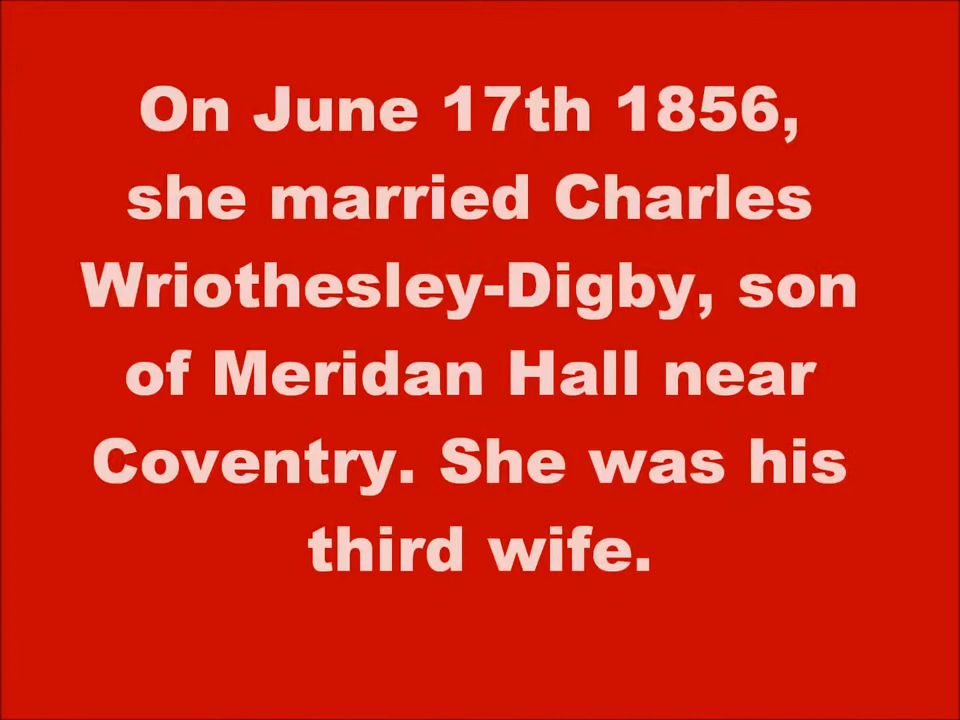 On June 17th 1856,
she married Charles
Wriothesley-Digby, son
of Meridan Hall near
Coventry. She was his
third wife.